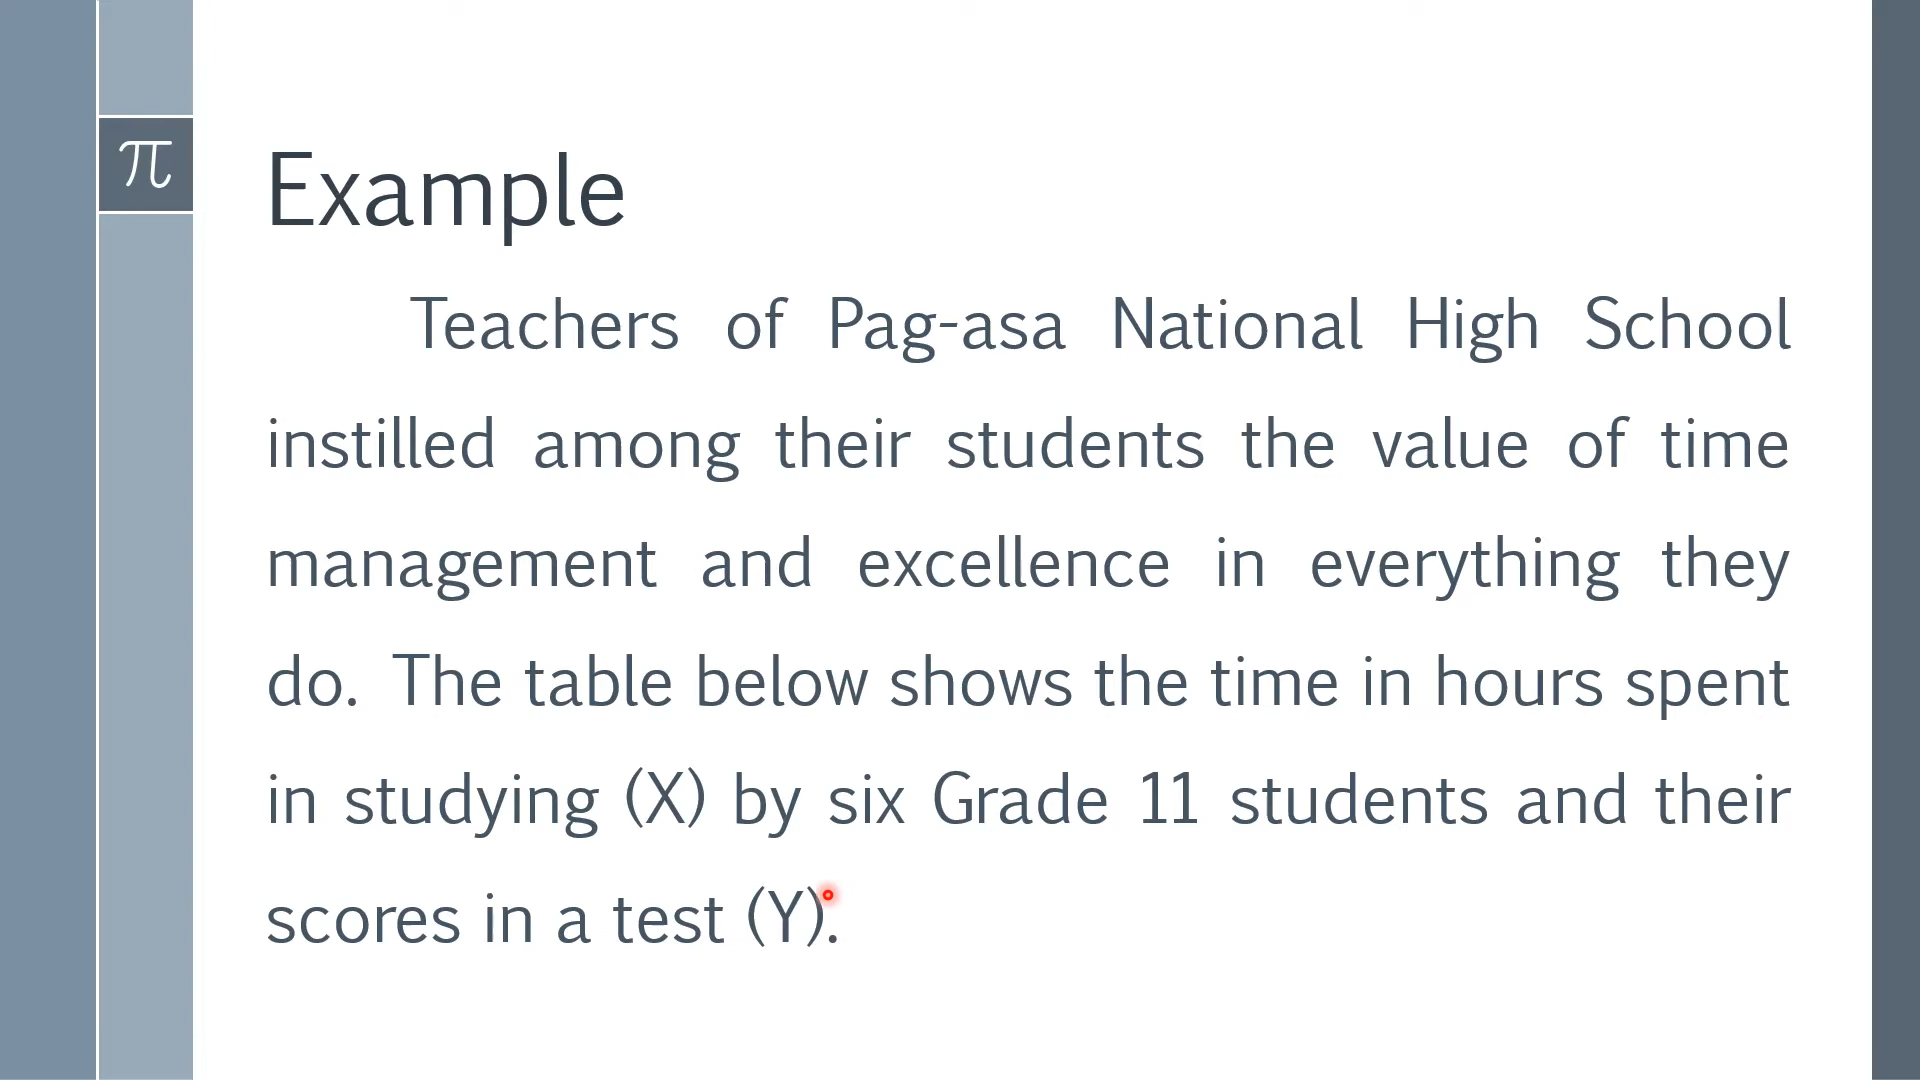 π
Example
Teachers of Pag-asa National High School
instilled among their students the value of time
management and excellence in everything they
do. The table below shows the time in hours spent
in studying (X) by six Grade 11 students and their
scores in a test (Y).